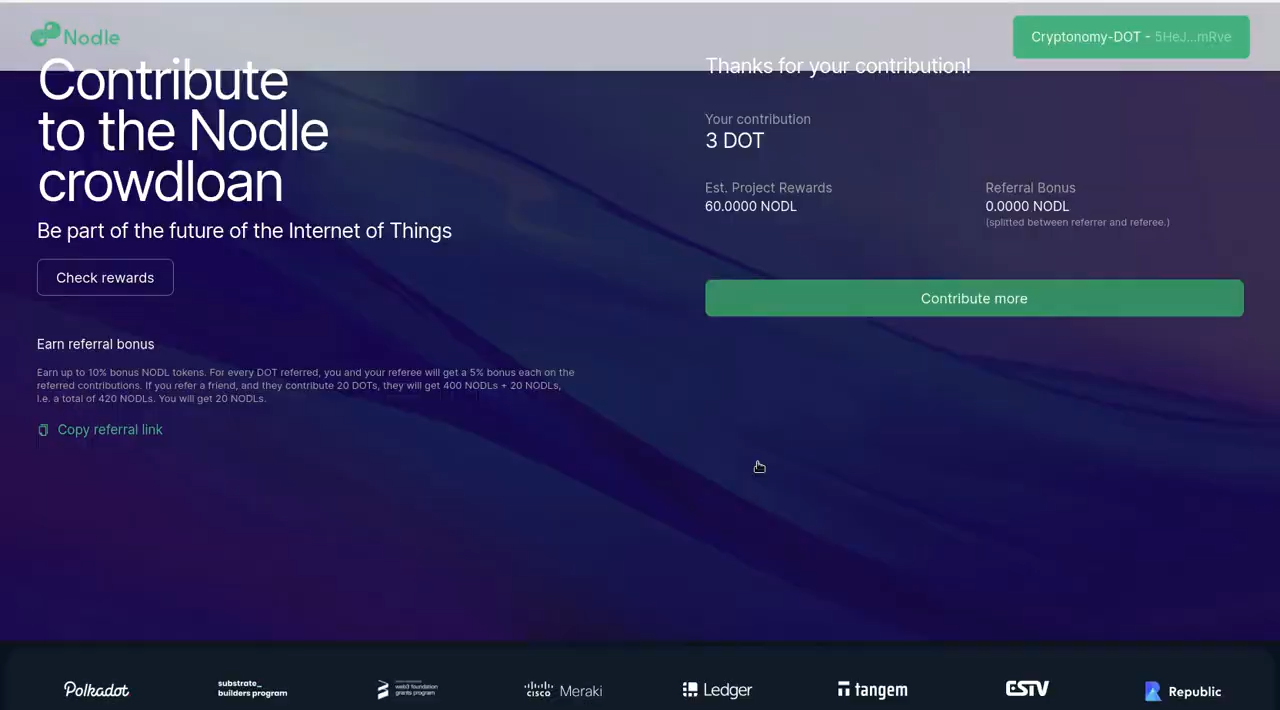 Nodle
Cryptonomy-DOT - 5HeJ...mRve
Contribute
to the Nodle
crowdloan
Be part of the future of the Internet of Things
Check rewards
Earn referral bonus
Earn up to 10% bonus NODL tokens. For every DOT referred, you and your referee will get a 5% bonus each on the
referred contributions. If you refer a friend, and they contribute 20 DOTs, they will get 400 NODLs + 20 NODLs,
i.e. a total of 420 NODLs. You will get 20 NODLs.
Copy referral link
Thanks for your contribution!
Your contribution
3 DOT
Est. Project Rewards
60.0000 NODL
Referral Bonus
0.0000 NODL
(splitted between referrer and referee.)
Contribute more
Polkadot
substrate_
builders program
web3 foundation
grants program
cisco Meraki
Ledger
tangem
ESTV
Republic